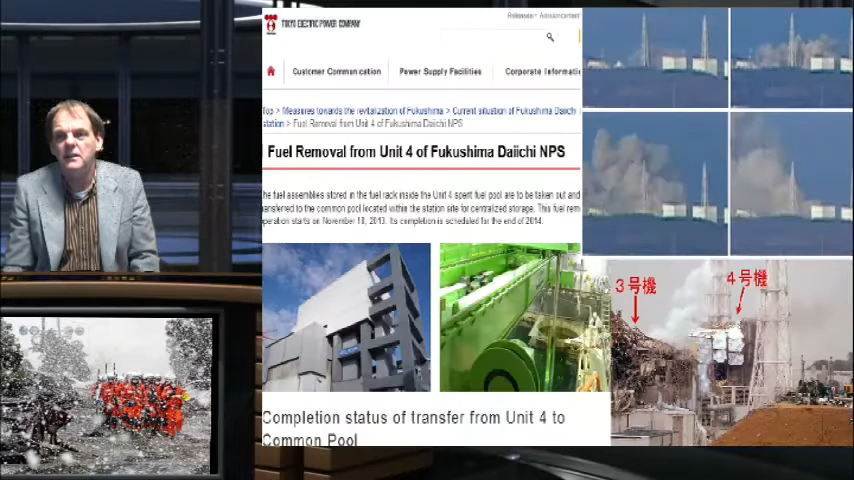 TOKYO ELECTRIC POWER COMPANY
Releases・Announcement
Customer Communication
Power Supply Facilities
Corporate Informati
op > Measures towards the revitalization of Fukushima > Current situation of Fukushima Daiichi
station > Fuel Removal from Unit 4 of Fukushima Daiichi NPS
Fuel Removal from Unit 4 of Fukushima Daiichi NPS
he fuel assemblies stored in the fuel rack inside the Unit 4 spent fuel pool are to be taken out and
ransferred to the common pool located within the station site for centralized storage. This fuel rem
operation starts on November 18, 2013. Its completion is scheduled for the end of 2014.
3号機
4号機
Completion status of transfer from Unit 4 to
Common Pool